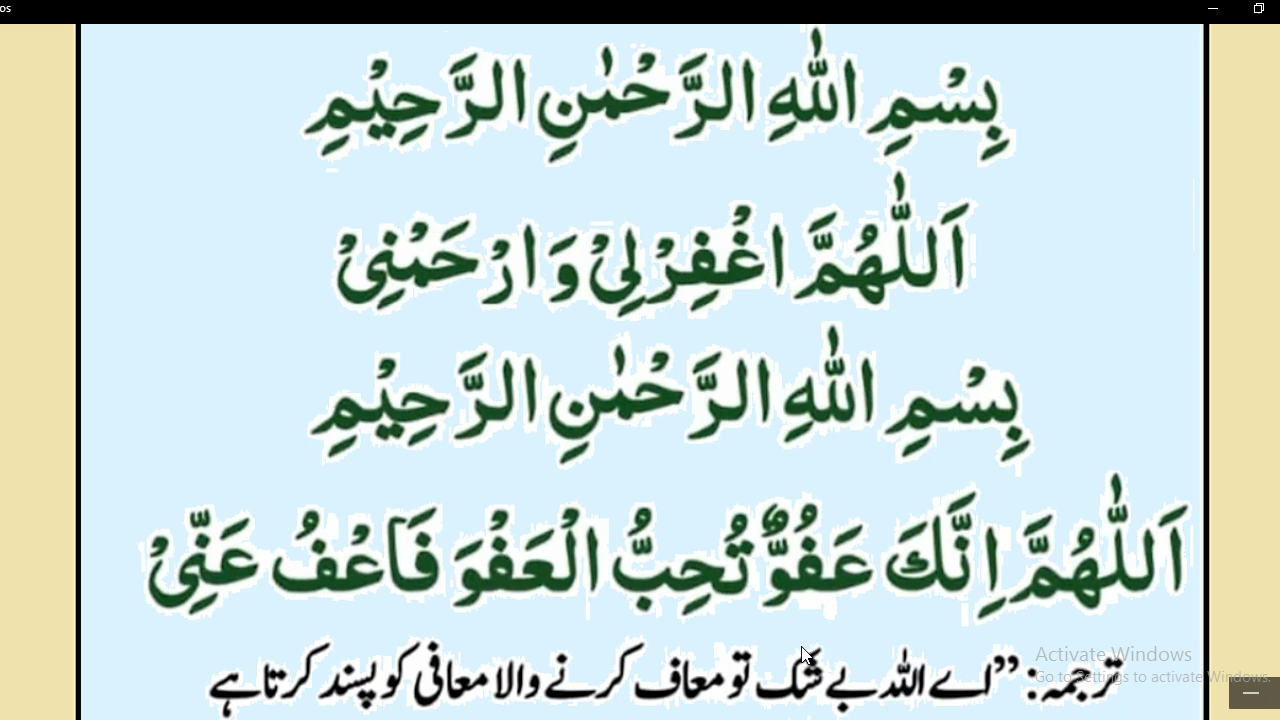 os
بِسْمِ اللّٰهِ الرَّحْمٰنِ الرَّحِيْمِ
اَللّٰهُمَّ اغْفِرْ لِيْ وَ ارْحَمْنِيْ
بِسْمِ اللّٰهِ الرَّحْمٰنِ الرَّحِيْمِ
اَللّٰهُمَّ اِنَّكَ عَفُوٌّ تُحِبُّ الْعَفْوَ فَاعْفُ عَنِّيْ
ترجمہ: ”اے اللہ بے شک تو معاف کرنے والا معافی کو پسند کرتا ہے
Activate Windows
Go to Settings to activate Windows.